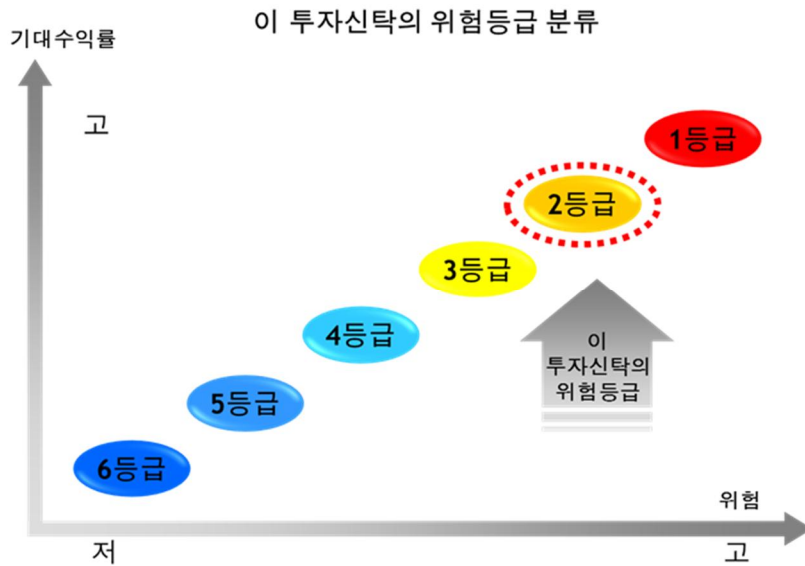 이 투자신탁의 위험등급 분류
기대수익률
고
1등급
2등급
3등급
4등급
이
투자신탁의
위험등급
5등급
6등급
위험
저
고